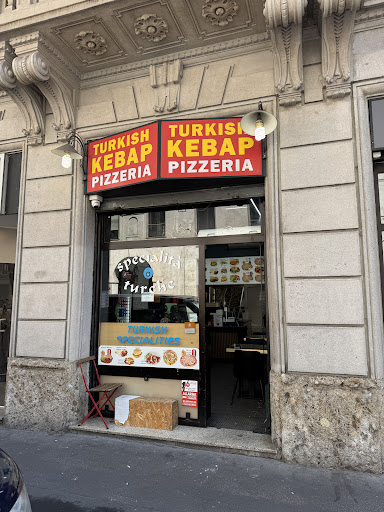 TURKISH
KEBAP
PIZZERIA
TURKISH
KEBAP
PIZZERIA
specialità
turche
TURKISH
SPECIALITIES